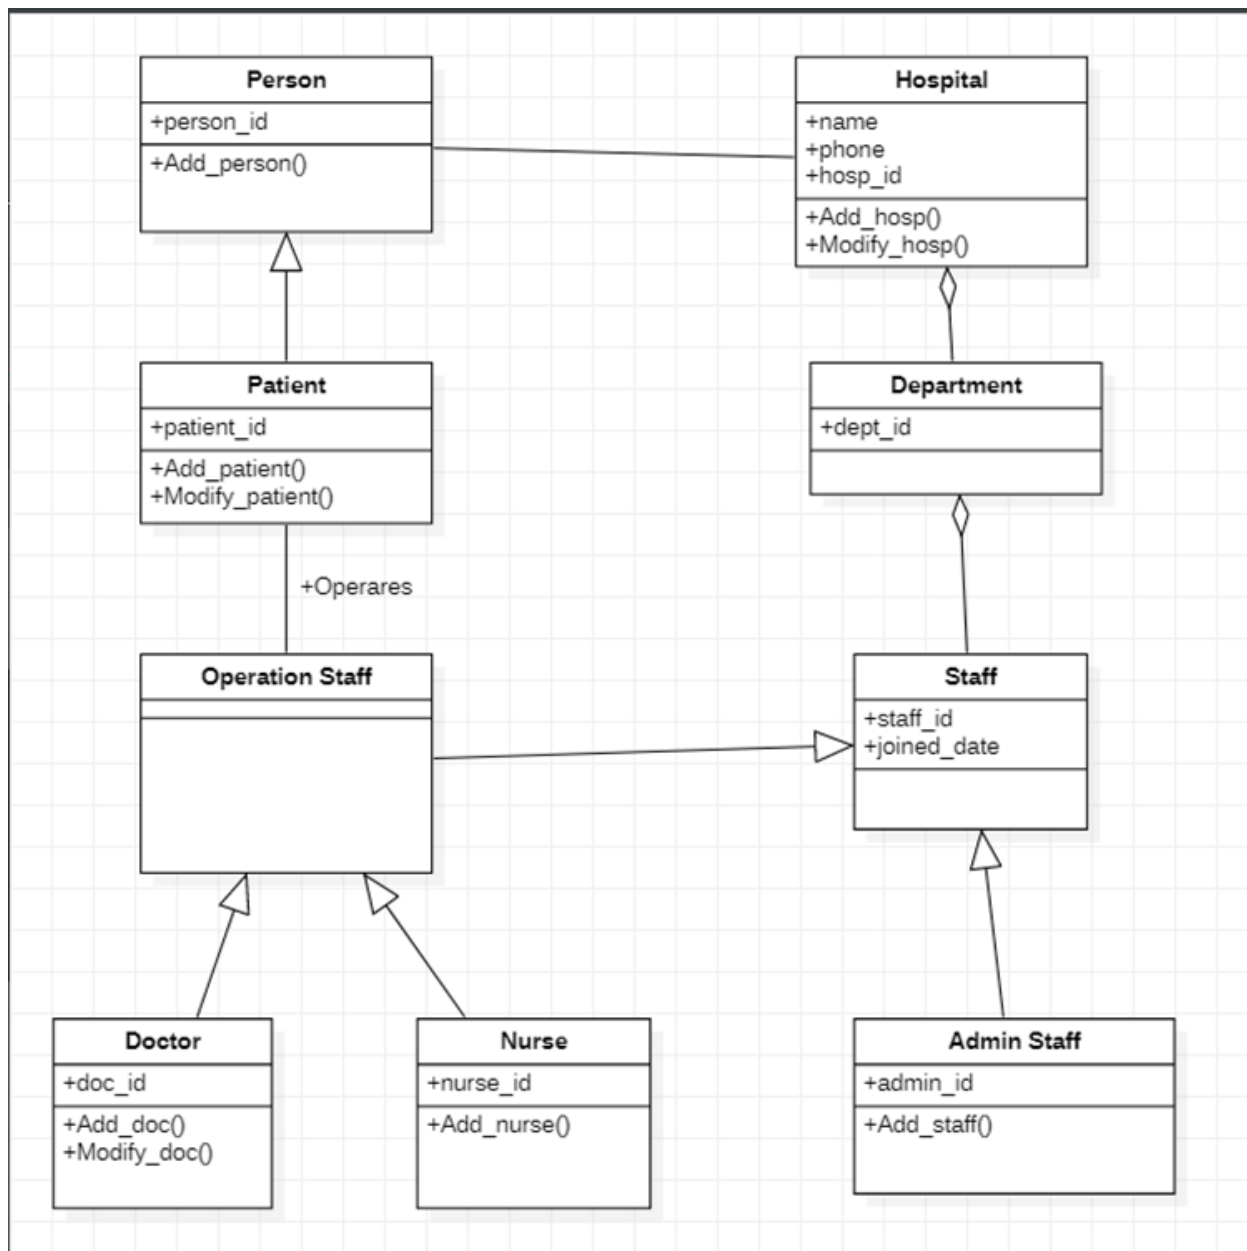 Person
+person_id
+Add_person()
Hospital
+name
+phone
+hosp_id
+Add_hosp()
+Modify_hosp()
Patient
+patient_id
+Add_patient()
+Modify_patient()
Department
+dept_id
+Operares
Operation Staff
Staff
+staff_id
+joined_date
Doctor
+doc_id
+Add_doc()
+Modify_doc()
Nurse
+nurse_id
+Add_nurse()
Admin Staff
+admin_id
+Add_staff()